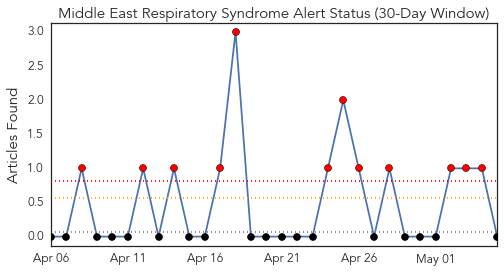 Middle East Respiratory Syndrome Alert Status (30-Day Window)
Articles Found
3.0
2.5
2.0
1.5
1.0
0.5
0.0
Apr 06 Apr 11 Apr 16 Apr 21 Apr 26 May 01